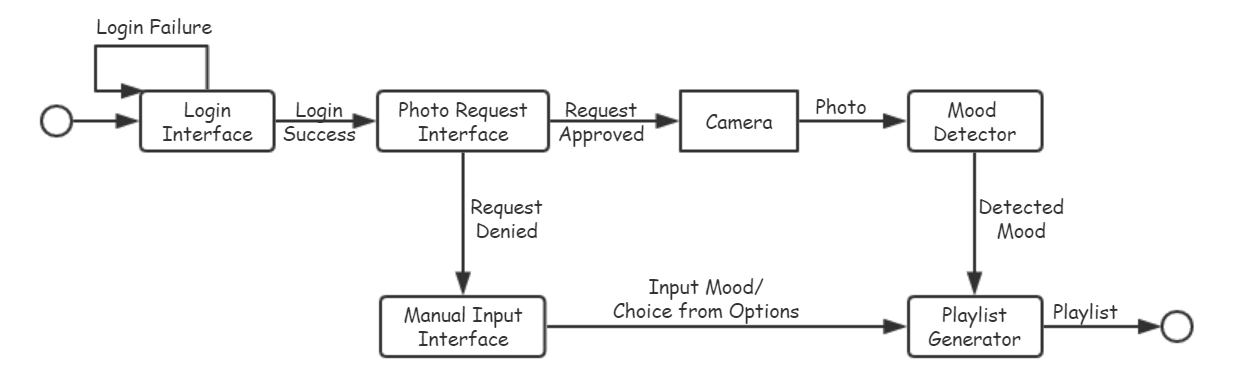 Login Failure
Login
Interface
Login
Success
Photo Request
Interface
Request
Approved
Camera
Photo
Mood
Detector
Request
Denied
Detected
Mood
Manual Input
Interface
Input Mood/
Choice from Options
Playlist
Generator
Playlist